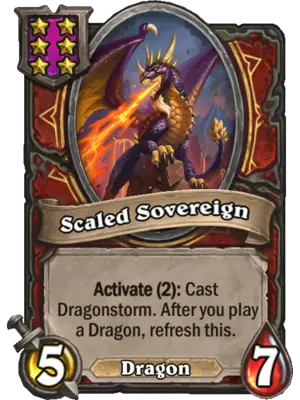 Scaled Sovereign
Activate (2): Cast
Dragonstorm. After you play
a Dragon, refresh this.
5
Dragon
7